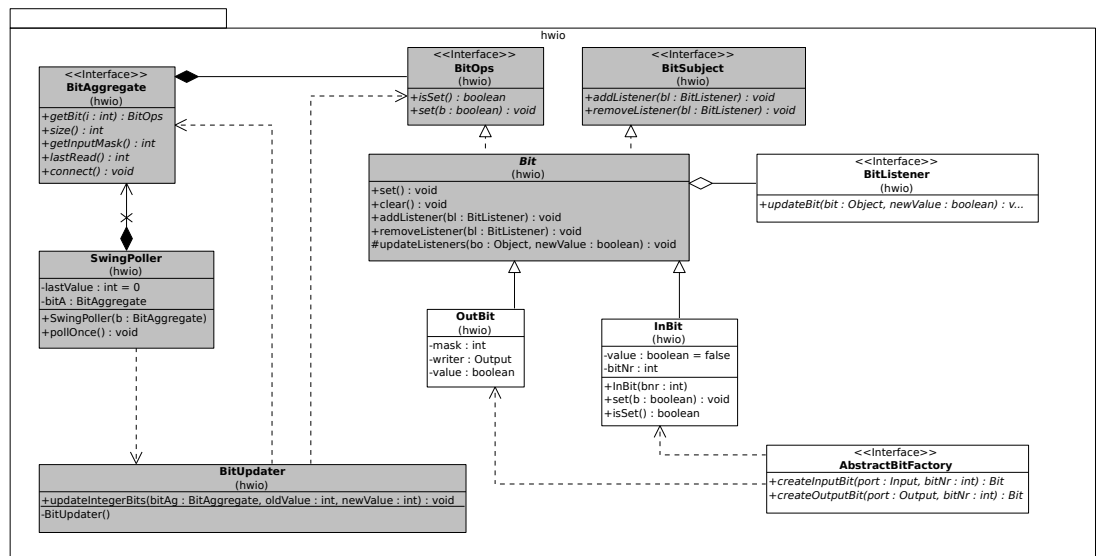 hwio
<<Interface>>
BitAggregate
(hwio)
+getBit(i : int) : BitOps
+size() : int
+getInputMask() : int
+lastRead() : int
+connect() : void
<<Interface>>
BitOps
(hwio)
+isSet() : boolean
+set(b : boolean) : void
<<Interface>>
BitSubject
(hwio)
+addListener(bl : BitListener) : void
+removeListener(bl : BitListener) : void
Bit
(hwio)
+set() : void
+clear() : void
+addListener(bl : BitListener) : void
+removeListener(bl : BitListener) : void
#updateListeners(bo : Object, newValue : boolean) : void
<<Interface>>
BitListener
(hwio)
+updateBit(bit : Object, newValue : boolean) : v...
SwingPoller
(hwio)
-lastValue : int = 0
-bitA : BitAggregate
+SwingPoller(b : BitAggregate)
+pollOnce() : void
OutBit
(hwio)
-mask : int
-writer : Output
-value : boolean
InBit
(hwio)
-value : boolean = false
-bitNr : int
+InBit(bnr : int)
+set(b : boolean) : void
+isSet() : boolean
BitUpdater
(hwio)
+updateIntegerBits(bitAg : BitAggregate, oldValue : int, newValue : int) : void
-BitUpdater()
<<Interface>>
AbstractBitFactory
+createInputBit(port : Input, bitNr : int) : Bit
+createOutputBit(port : Output, bitNr : int) : Bit